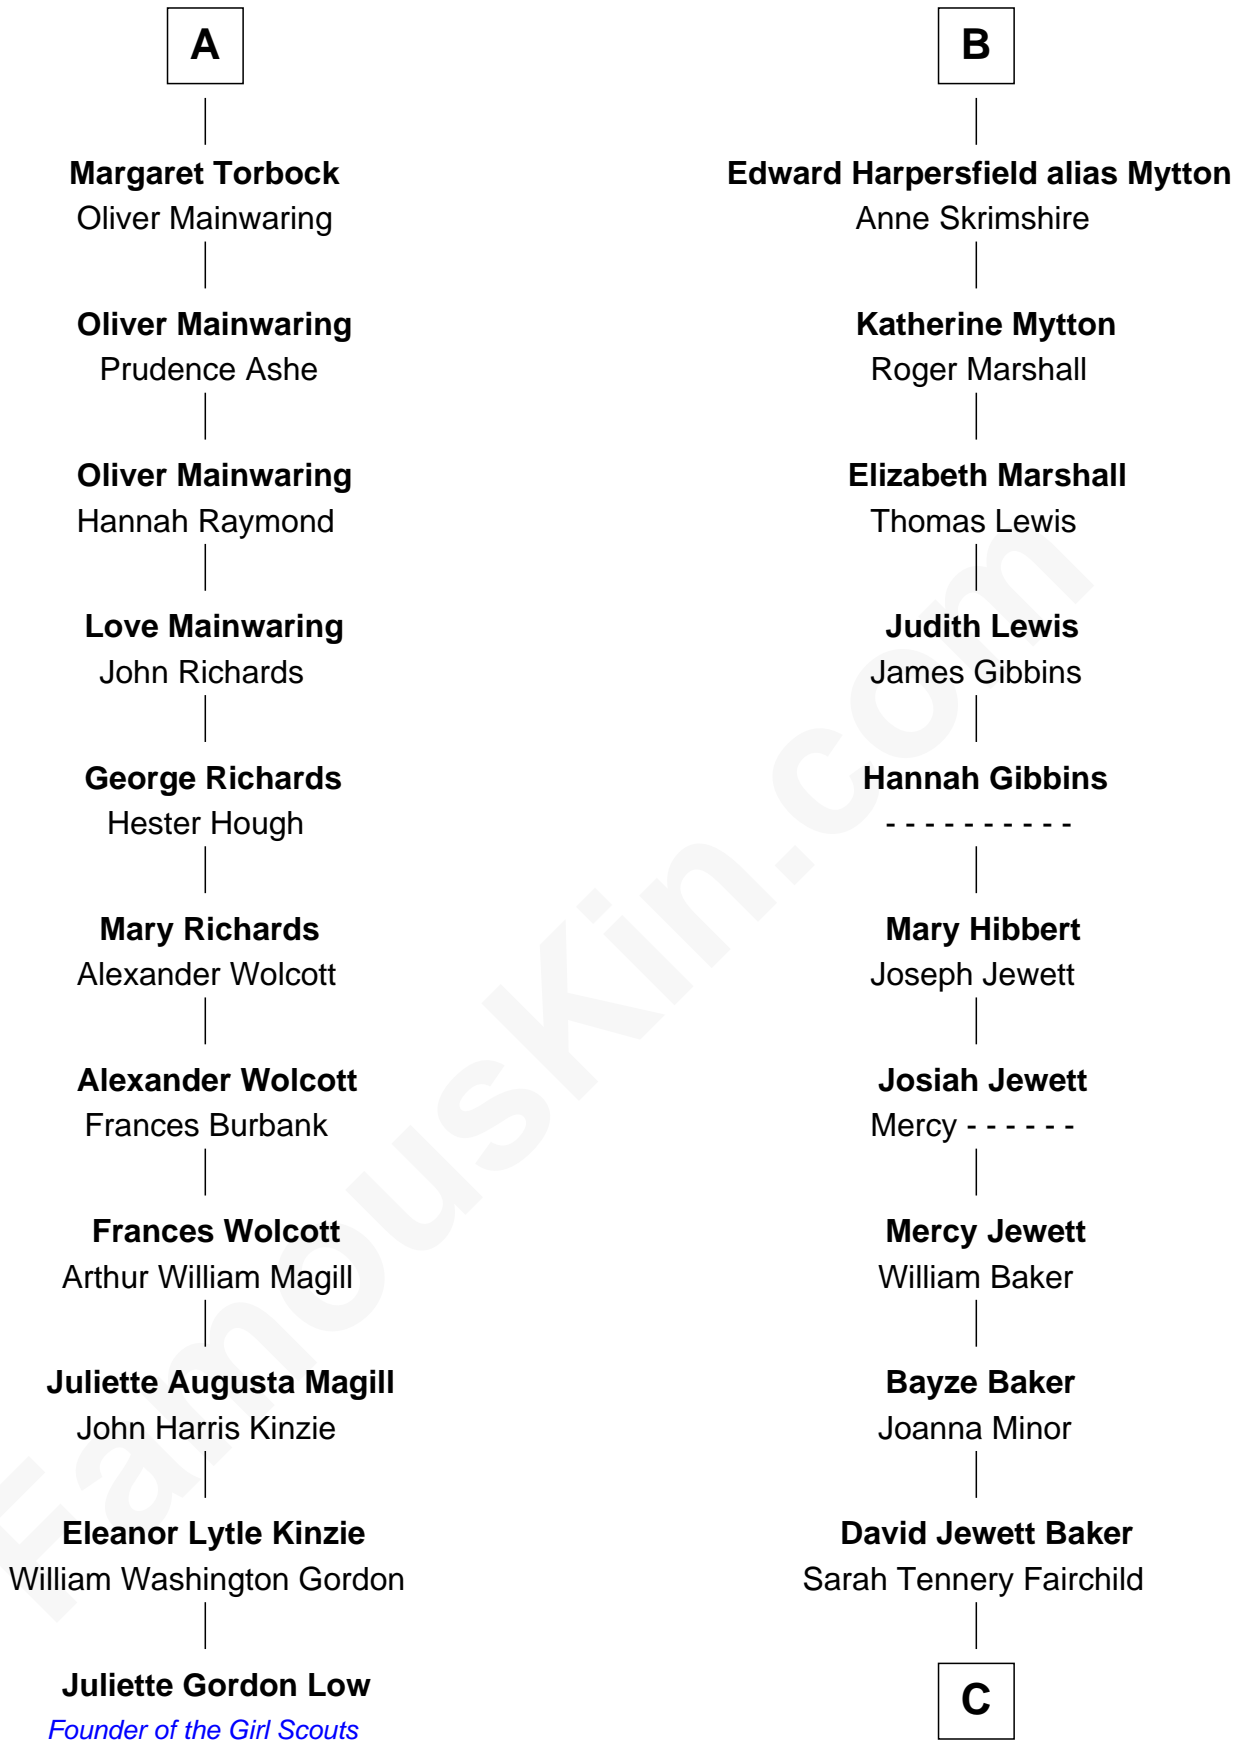 A
Margaret Torbock
Oliver Mainwaring
Oliver Mainwaring
Prudence Ashe
Oliver Mainwaring
Hannah Raymond
Love Mainwaring
John Richards
George Richards
Hester Hough
Mary Richards
Alexander Wolcott
Alexander Wolcott
Frances Burbank
Frances Wolcott
Arthur William Magill
Juliette Augusta Magill
John Harris Kinzie
Eleanor Lytle Kinzie
William Washington Gordon
Juliette Gordon Low
Founder of the Girl Scouts
B
Edward Harpersfield alias Mytton
Anne Skrimshire
Katherine Mytton
Roger Marshall
Elizabeth Marshall
Thomas Lewis
Judith Lewis
James Gibbins
Hannah Gibbins
- - - - - - - - - -
Mary Hibbert
Joseph Jewett
Josiah Jewett
Mercy - - - - - -
Mercy Jewett
William Baker
Bayze Baker
Joanna Minor
David Jewett Baker
Sarah Tennery Fairchild
C
FamousKin.com